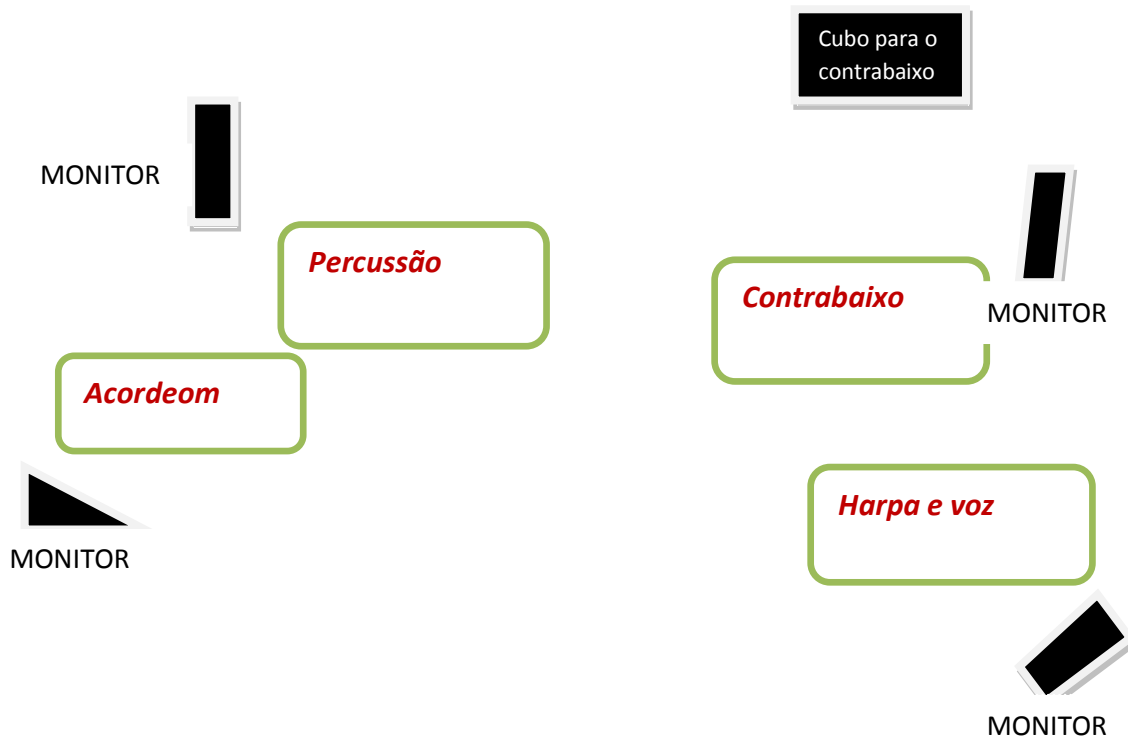 Cubo para o
contrabaixo
MONITOR
Percussão
Contrabaixo
MONITOR
Acordeom
Harpa e voz
MONITOR
MONITOR